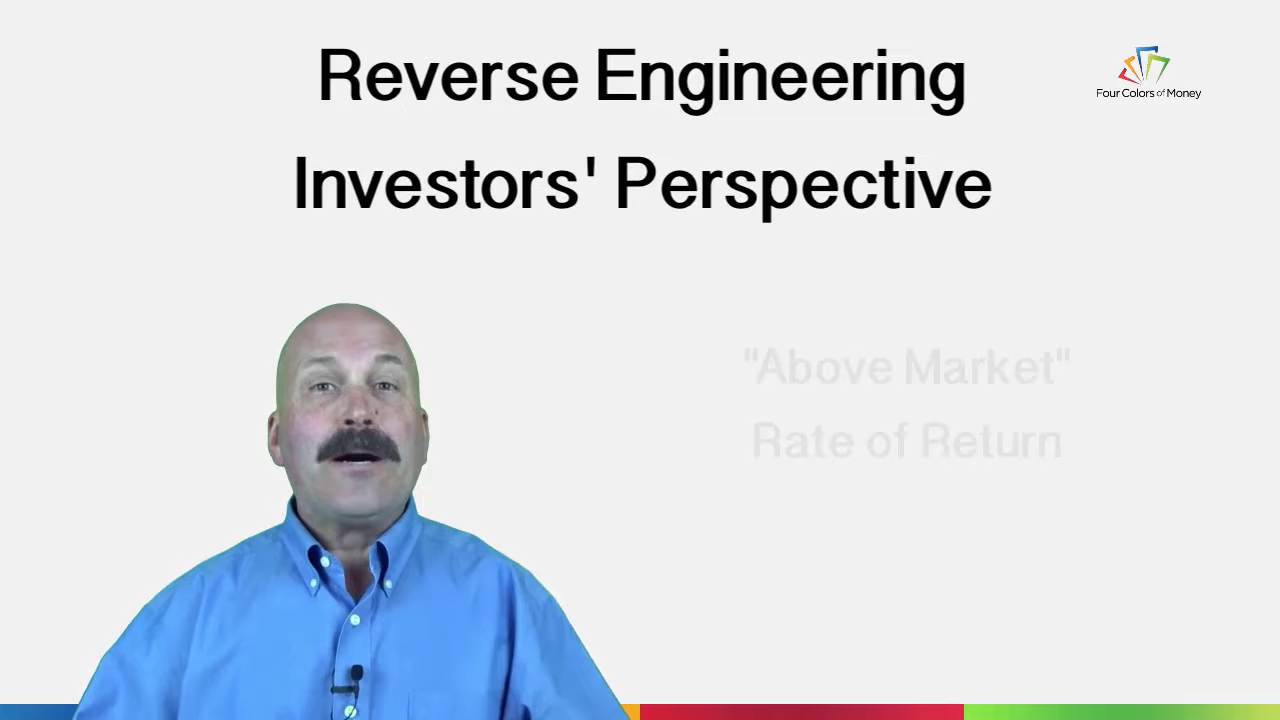 Reverse Engineering
Four Colors of Money
Investors' Perspective
"Above Market"
Rate of Return